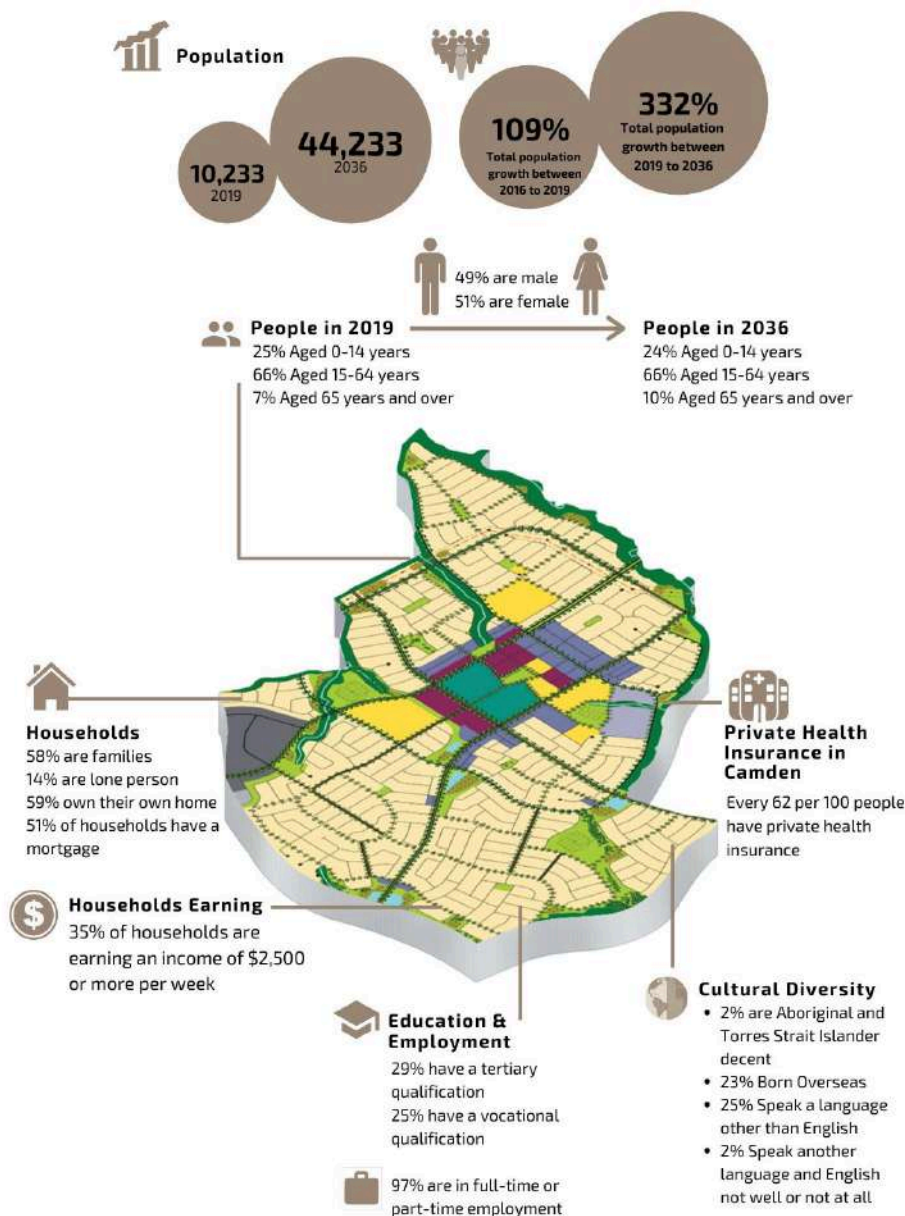 Population
10,233
2019
44,233
2036
109%
Total population
growth between
2016 to 2019
332%
Total population
growth between
2019 to 2036
49% are male
51% are female
People in 2019
25% Aged 0-14 years
66% Aged 15-64 years
7% Aged 65 years and over
People in 2036
24% Aged 0-14 years
66% Aged 15-64 years
10% Aged 65 years and over
Households
58% are families
14% are lone person
59% own their own home
51% of households have a
mortgage
Private Health
Insurance in
Camden
Every 62 per 100 people
have private health
insurance
$
Households Earning
35% of households are
earning an income of $2,500
or more per week
Education &
Employment
29% have a tertiary
qualification
25% have a vocational
qualification
97% are in full-time or
part-time employment
Cultural Diversity
• 2% are Aboriginal and
Torres Strait Islander
decent
• 23% Born Overseas
• 25% Speak a language
other than English
• 2% Speak another
language and English
not well or not at all